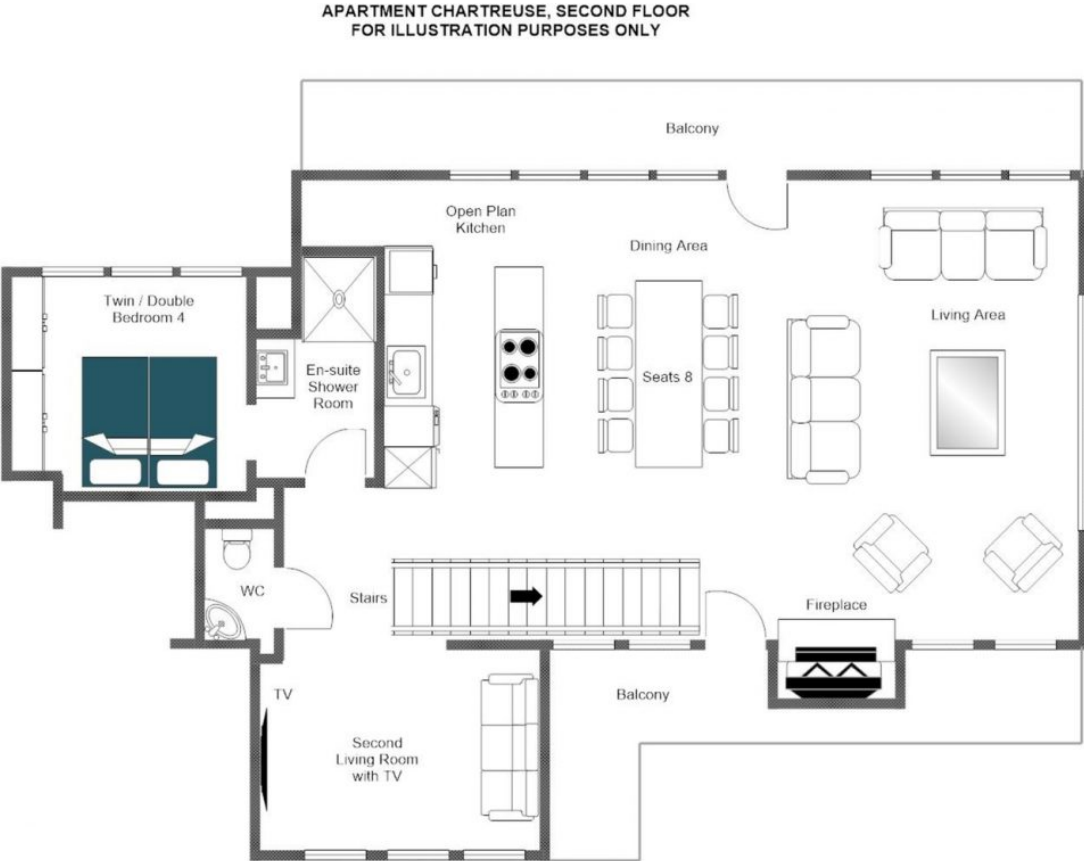 APARTMENT CHARTREUSE, SECOND FLOOR
FOR ILLUSTRATION PURPOSES ONLY
Balcony
Open Plan
Kitchen
Dining Area
Living Area
Twin / Double
Bedroom 4
En-suite
Shower
Room
Seats 8
WC
Stairs
Fireplace
TV
Balcony
Second
Living Room
with TV